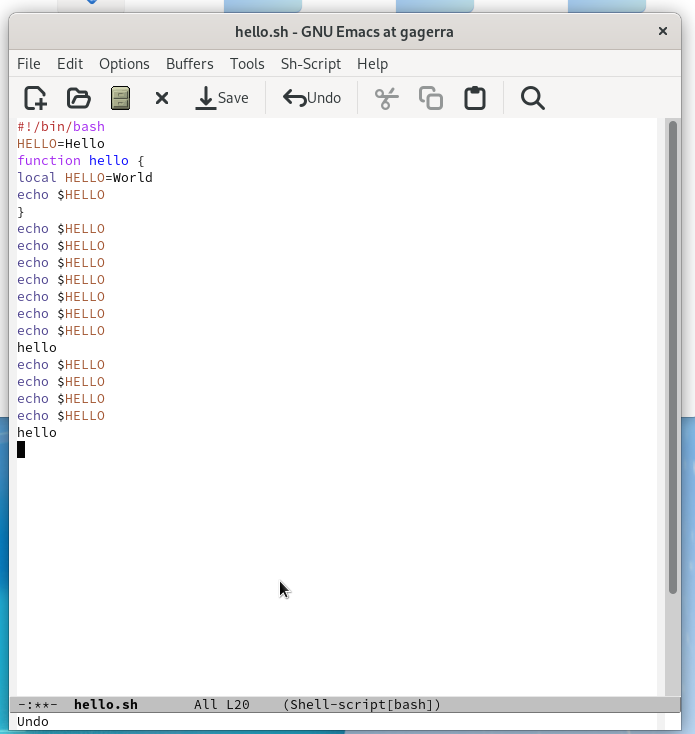 hello.sh - GNU Emacs at gagerra ×
File Edit Options Buffers Tools Sh-Script Help
Save Undo
#!/bin/bash
HELLO=Hello
function hello {
local HELLO=World
echo $HELLO
}
echo $HELLO
echo $HELLO
echo $HELLO
echo $HELLO
echo $HELLO
echo $HELLO
echo $HELLO
hello
echo $HELLO
echo $HELLO
echo $HELLO
echo $HELLO
hello
-:**- hello.sh All L20 (Shell-script[bash])
Undo